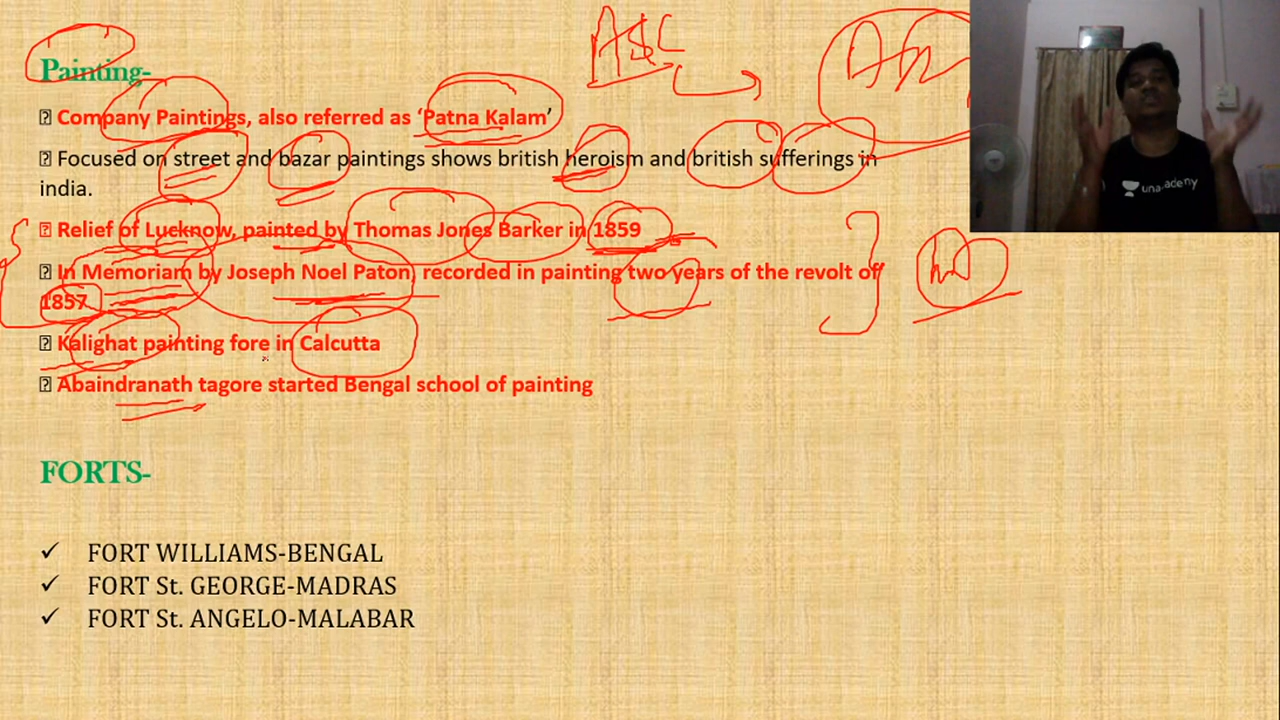 Painting-
Company Paintings, also referred as ‘Patna Kalam’
Focused on street and bazar paintings shows british heroism and british sufferings in
india.
Relief of Lucknow, painted by Thomas Jones Barker in 1859
In Memoriam by Joseph Noel Paton, recorded in painting two years of the revolt of
1857
Kalighat painting fore in Calcutta
Abaindranath tagore started Bengal school of painting
FORTS-
✓ FORT WILLIAMS-BENGAL
✓ FORT St. GEORGE-MADRAS
✓ FORT St. ANGELO-MALABAR
unacademy